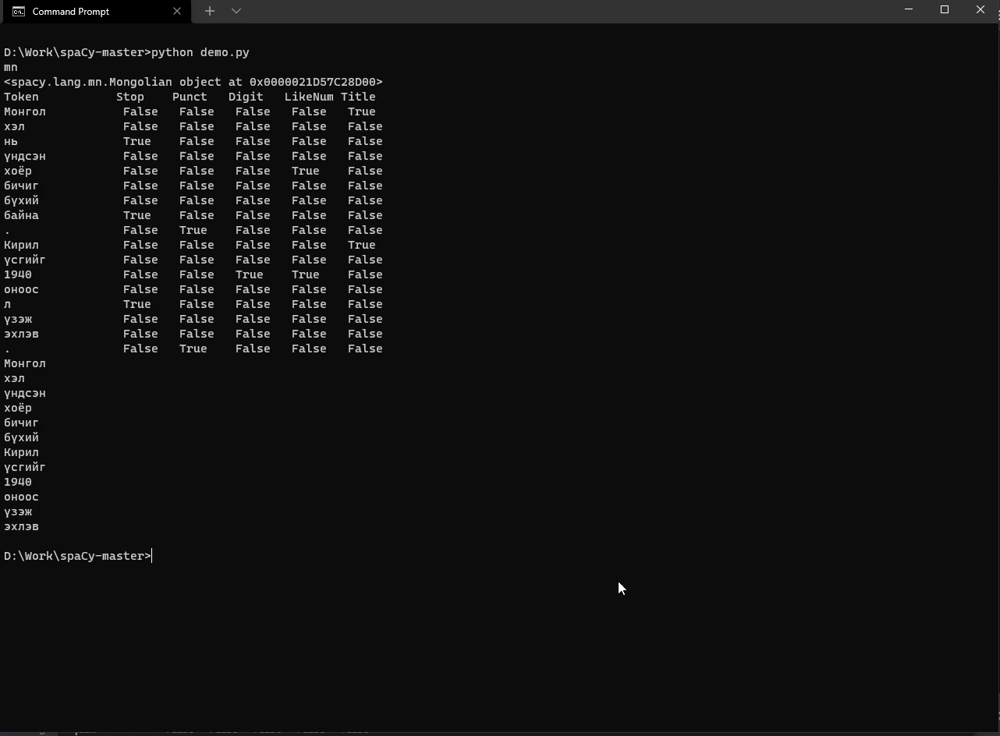 Command Prompt
D:\Work\spaCy-master>python demo.py
mn
<spacy.lang.mn.Mongolian object at 0x0000021D57C28D00>
Token Stop Punct Digit LikeNum Title
Монгол False False False False True
хэл False False False False False
нь True False False False False
үндсэн False False False False False
хоёр False False False True False
бичиг False False False False False
бүхий False False False False False
байна True False False False False
. False True False False False
Кирил False False False False True
үсгийг False False False False False
1940 False False True True False
оноос False False False False False
л True False False False False
үзэж False False False False False
эхлэв False False False False False
. False True False False False
Монгол
хэл
үндсэн
хоёр
бичиг
бүхий
Кирил
үсгийг
1940
оноос
үзэж
эхлэв
D:\Work\spaCy-master>